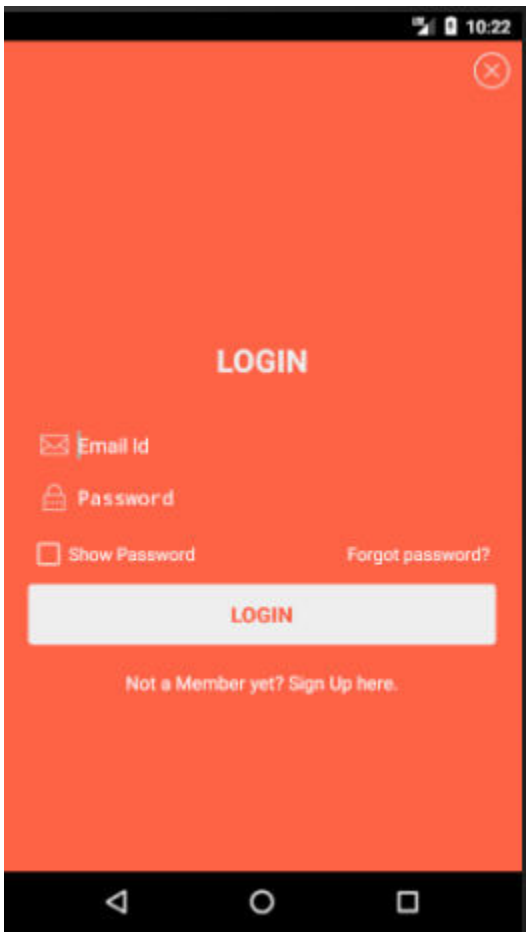 10:22
LOGIN
Email Id
Password
Show Password
Forgot password?
LOGIN
Not a Member yet? Sign Up here.